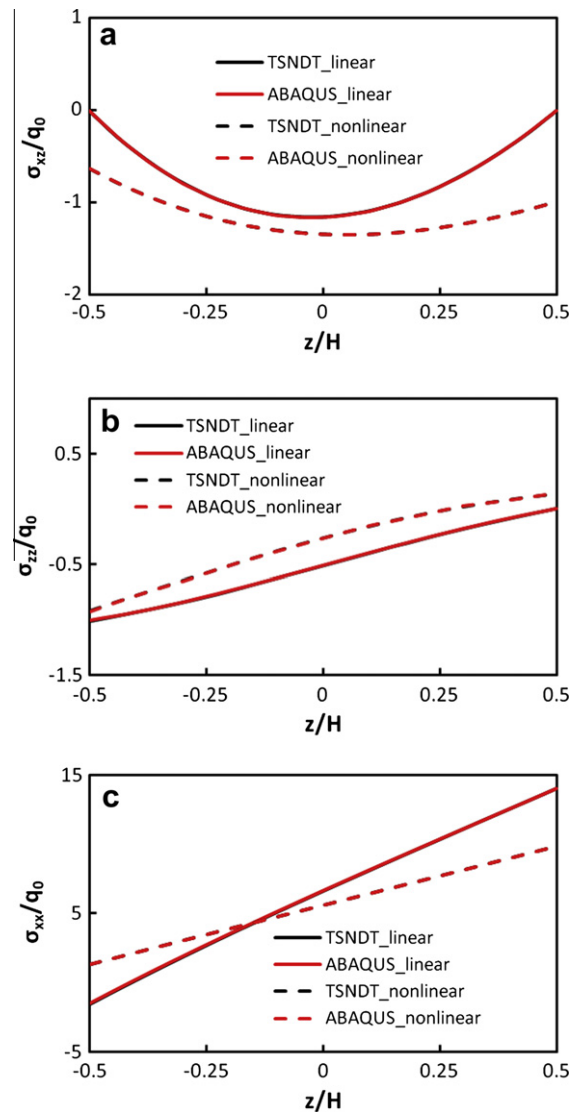 a
TSNDT_linear
ABAQUS_linear
TSNDT_nonlinear
ABAQUS_nonlinear
1
0
-1
-2
σxz/q0
-0.5 -0.25 0 0.25 0.5
z/H
b
TSNDT_linear
ABAQUS_linear
TSNDT_nonlinear
ABAQUS_nonlinear
0.5
-0.5
-1.5
σzz/q0
-0.5 -0.25 0 0.25 0.5
z/H
c
15
5
-5
σxx/q0
TSNDT_linear
ABAQUS_linear
TSNDT_nonlinear
ABAQUS_nonlinear
-0.5 -0.25 0 0.25 0.5
z/H